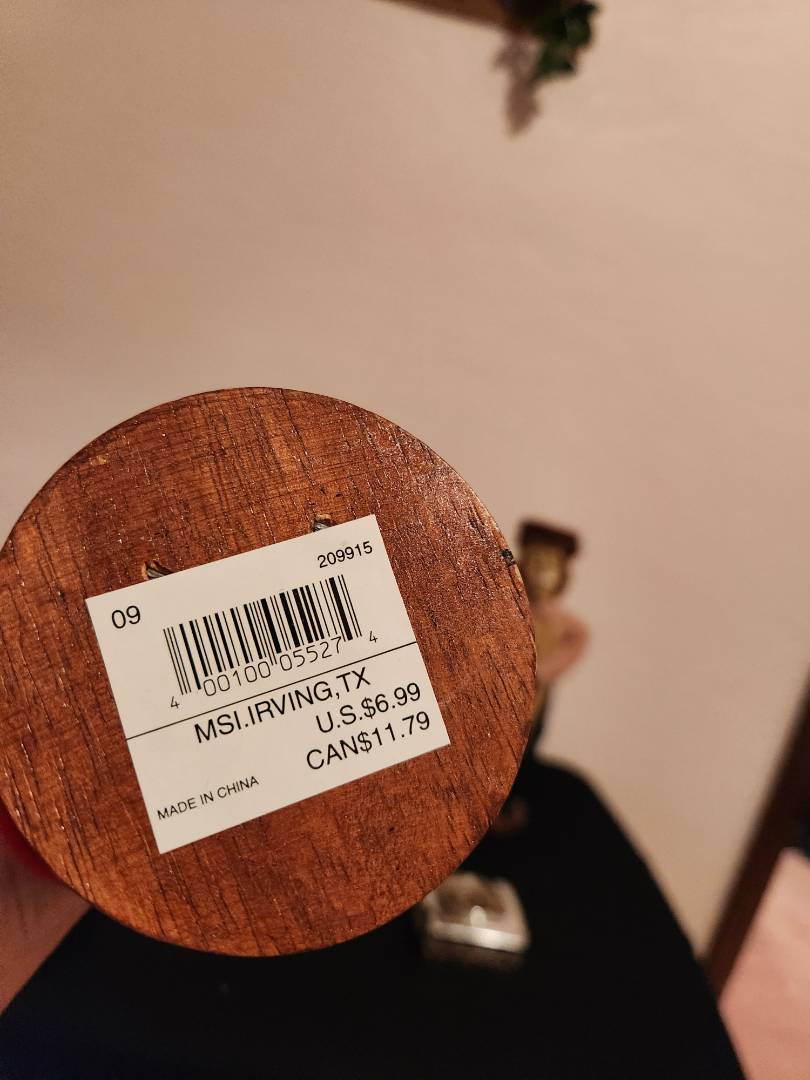 209915
09
4 00100 05527 4
MSI.IRVING,TX
U.S.$6.99
CAN$11.79
MADE IN CHINA